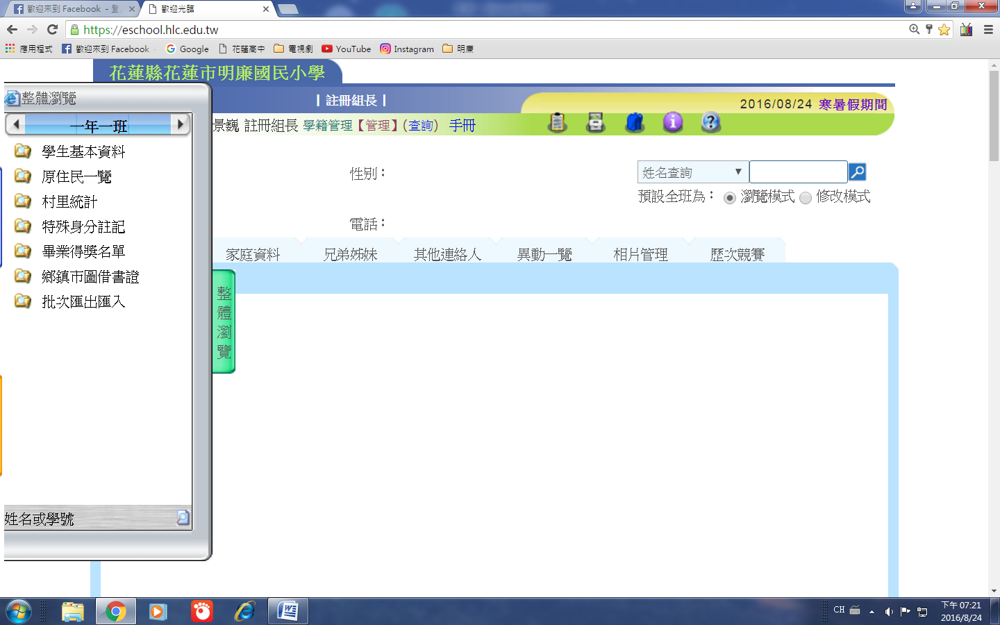 歡迎來到 Facebook - 登
歡迎光臨
https://eschool.hlc.edu.tw
應用程式 歡迎來到 Facebook - Google 花蓮高中 電視劇 YouTube Instagram 明廉
花蓮縣花蓮市明廉國民小學
| 註冊組長 |
2016/08/24 寒暑假期間
景巍 註冊組長 學籍管理【管理】(查詢) 手冊
整體瀏覽
一年一班
學生基本資料
原住民一覽
村里統計
特殊身分註記
畢業得獎名單
鄉鎮市圖借書證
批次匯出匯入
姓名或學號
性別：
姓名查詢
預設全班為： 瀏覽模式 修改模式
電話：
家庭資料 兄弟姊妹 其他連絡人 異動一覽 相片管理 歷次競賽
整體瀏覽
CH
下午 07:21
2016/8/24